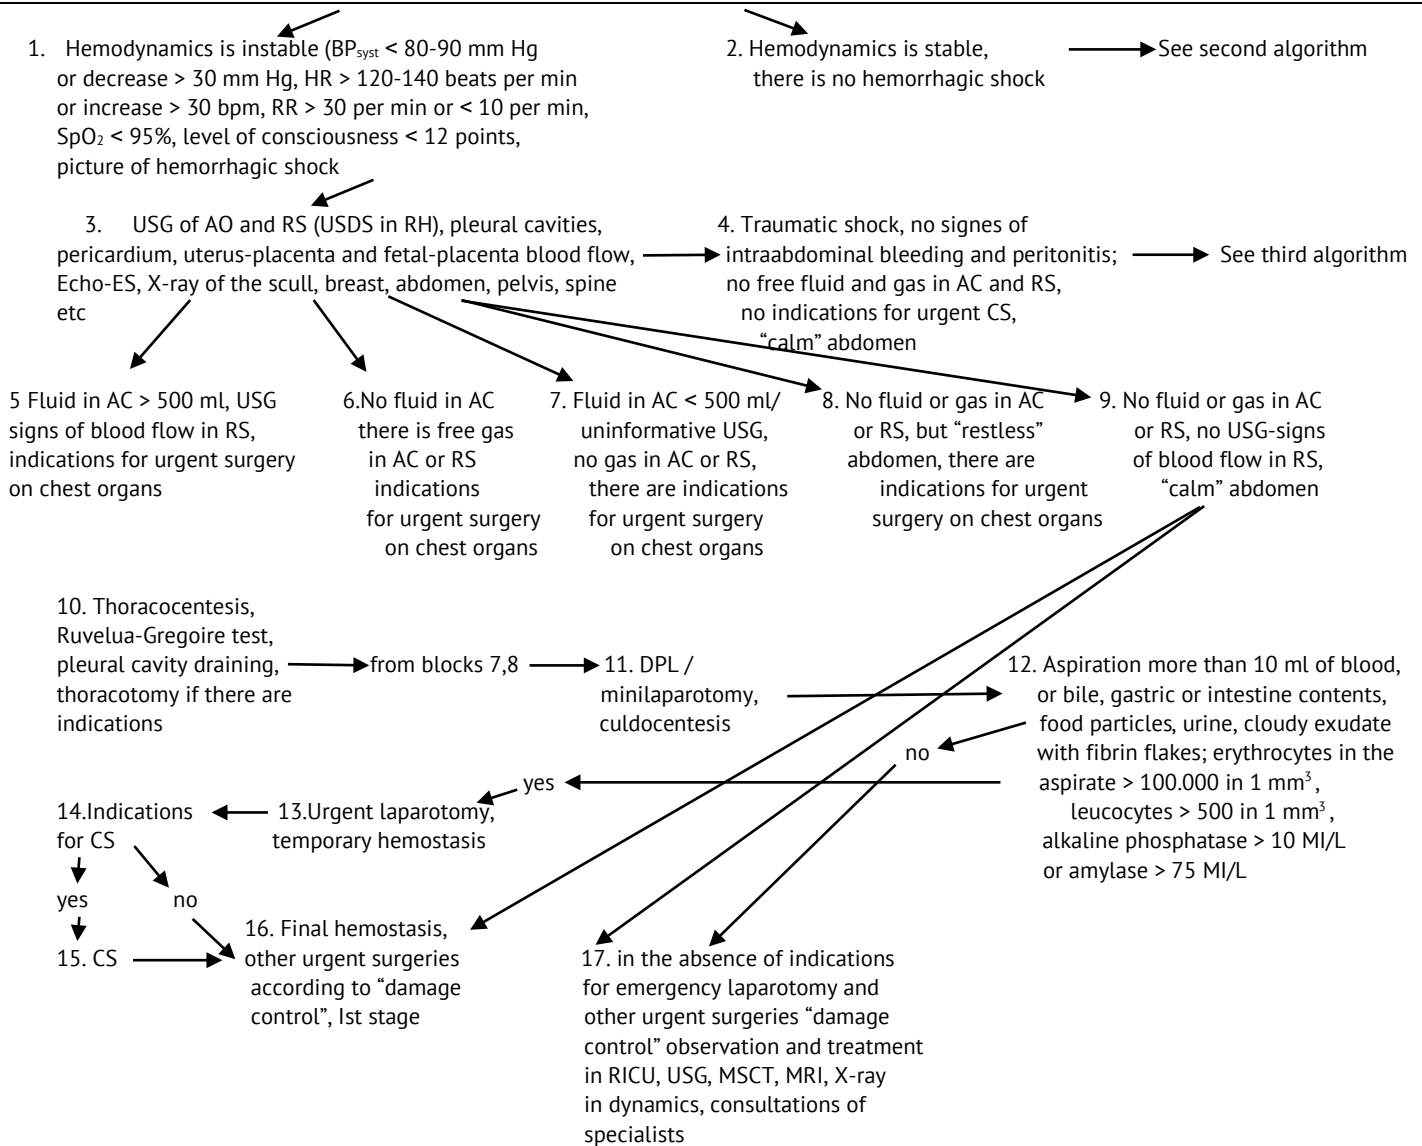 1. Hemodynamics is instable (BPsyst < 80-90 mm Hg
or decrease > 30 mm Hg, HR > 120-140 beats per min
or increase > 30 bpm, RR > 30 per min or < 10 per min,
SpO2 < 95%, level of consciousness < 12 points,
picture of hemorrhagic shock
2. Hemodynamics is stable,
there is no hemorrhagic shock
See second algorithm
3. USG of AO and RS (USDS in RH), pleural cavities,
pericardium, uterus-placenta and fetal-placenta blood flow,
Echo-ES, X-ray of the scull, breast, abdomen, pelvis, spine
etc
4. Traumatic shock, no signes of
intraabdominal bleeding and peritonitis;
no free fluid and gas in AC and RS,
no indications for urgent CS,
“calm” abdomen
See third algorithm
5 Fluid in AC > 500 ml, USG
signs of blood flow in RS,
indications for urgent surgery
on chest organs
6.No fluid in AC
there is free gas
in AC or RS
indications
for urgent surgery
on chest organs
7. Fluid in AC < 500 ml/
uninformative USG,
no gas in AC or RS,
there are indications
for urgent surgery
on chest organs
8. No fluid or gas in AC
or RS, but “restless”
abdomen, there are
indications for urgent
surgery on chest organs
9. No fluid or gas in AC
or RS, no USG-signs
of blood flow in RS,
“calm” abdomen
10. Thoracocentesis,
Ruvelua-Gregoire test,
pleural cavity draining,
thoracotomy if there are
indications
from blocks 7,8
11. DPL /
minilaparotomy,
culdocentesis
12. Aspiration more than 10 ml of blood,
or bile, gastric or intestine contents,
food particles, urine, cloudy exudate
with fibrin flakes; erythrocytes in the
aspirate > 100.000 in 1 mm³,
leucocytes > 500 in 1 mm³,
alkaline phosphatase > 10 MI/L
or amylase > 75 MI/L
no
yes
13.Urgent laparotomy,
temporary hemostasis
14.Indications
for CS
yes
no
15. CS
16. Final hemostasis,
other urgent surgeries
according to “damage
control”, Ist stage
17. in the absence of indications
for emergency laparotomy and
other urgent surgeries “damage
control” observation and treatment
in RICU, USG, MSCT, MRI, X-ray
in dynamics, consultations of
specialists